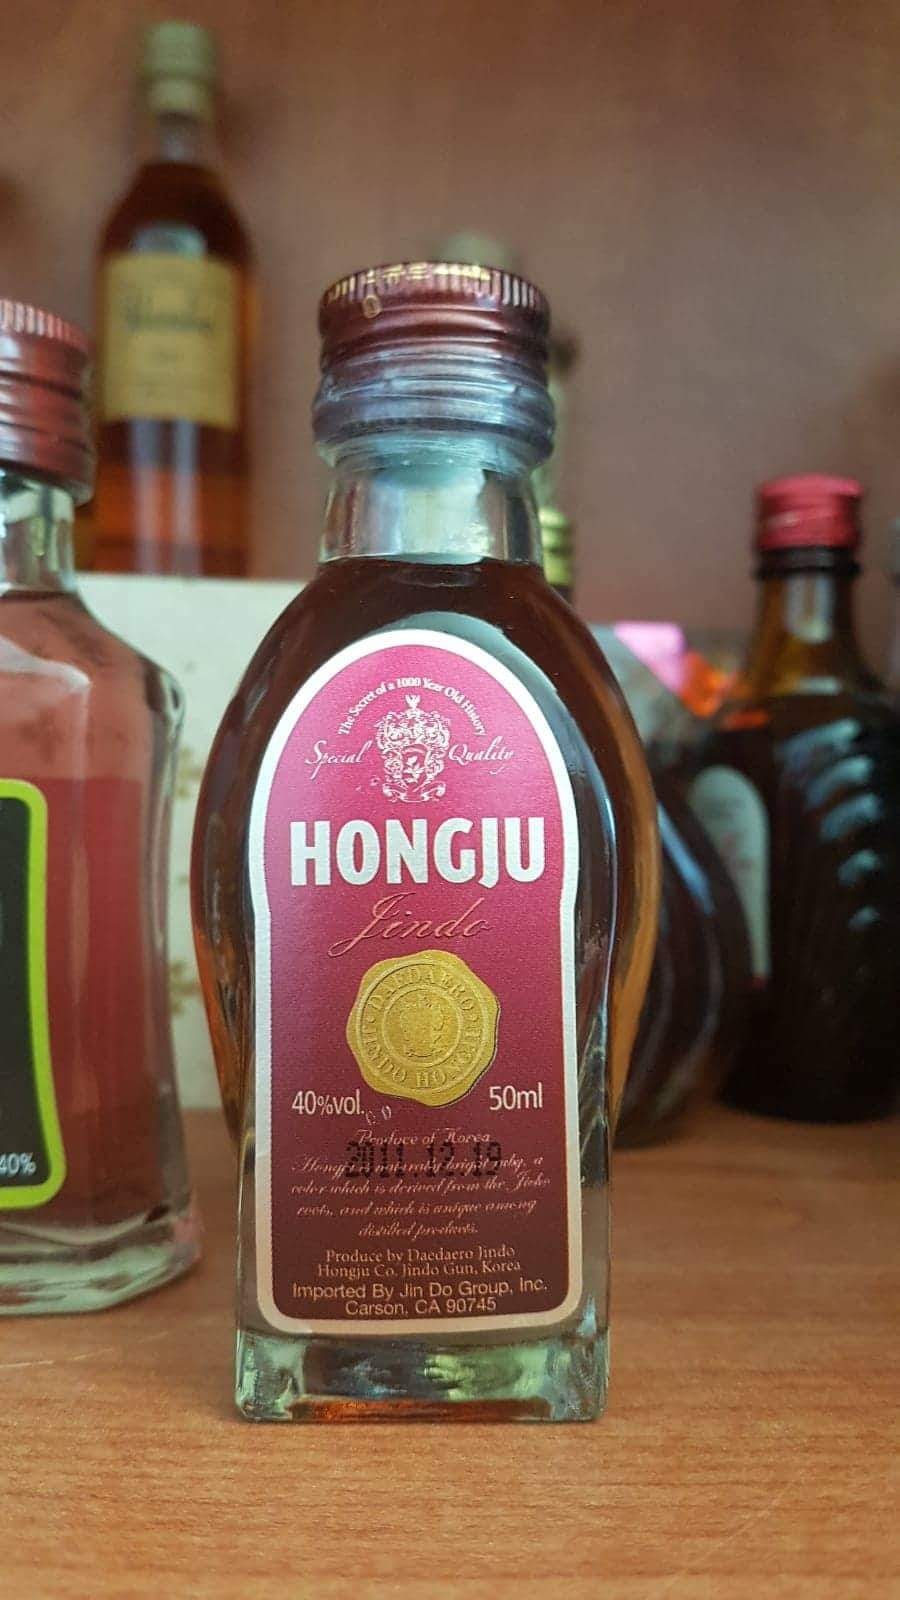 The Secret of a 1000 Year Old History
Special Quality
HONGJU
Jindo
DAEDAERO
JINDO HONGJU
40%vol.
50ml
Produce of Korea
2011.12.19
Hongju is naturally bright ruby, a
color which is derived from the Jicho
roots, and which is unique among
distilled products.
Produce by Daedaero Jindo
Hongju Co. Jindo Gun, Korea
Imported By Jin Do Group, Inc.
Carson, CA 90745
40%